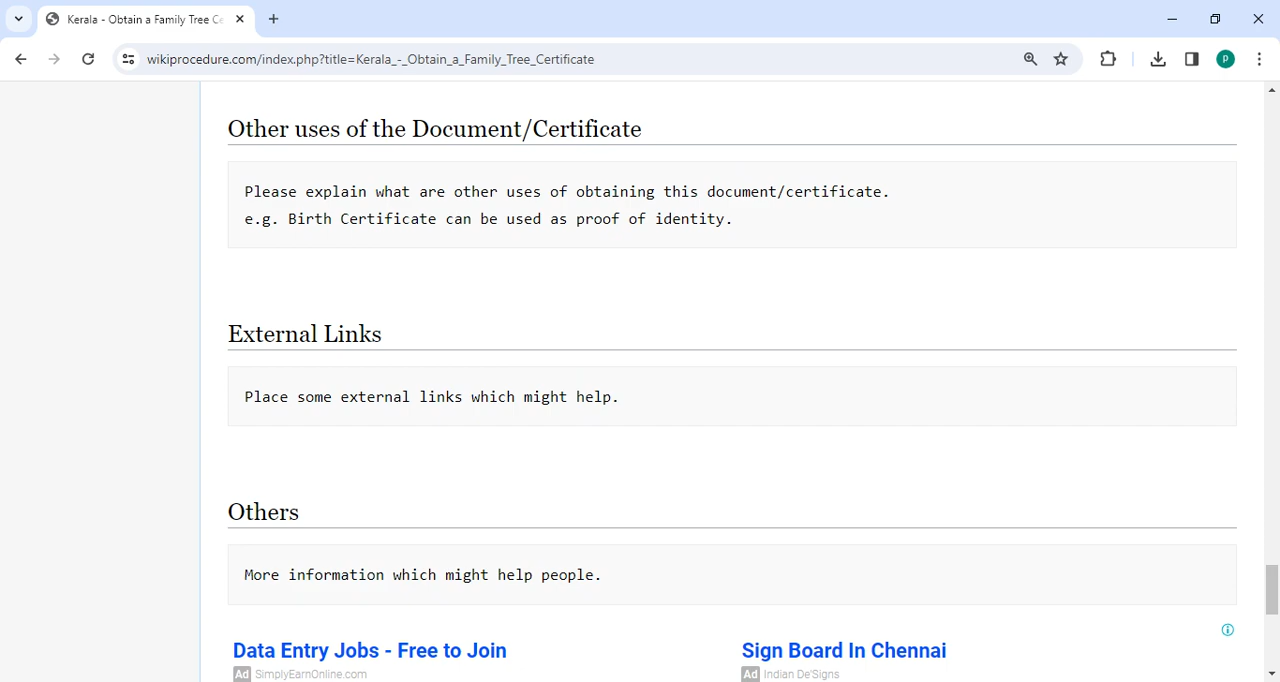 Kerala - Obtain a Family Tree Ce
wikiprocedure.com/index.php?title=Kerala_-_Obtain_a_Family_Tree_Certificate
P
Other uses of the Document/Certificate
Please explain what are other uses of obtaining this document/certificate.
e.g. Birth Certificate can be used as proof of identity.
External Links
Place some external links which might help.
Others
More information which might help people.
Data Entry Jobs - Free to Join
Ad SimplyEarnOnline.com
Sign Board In Chennai
Ad Indian De'Signs